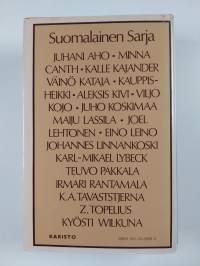 Suomalainen Sarja
JUHANI AHO • MINNA
CANTH • KALLE KAJANDER
VÄINÖ KATAJA • KAUPPIS-
HEIKKI • ALEKSIS KIVI • VILJO
KOJO • JUHO KOSKIMAA
MAIJU LASSILA • JOEL
LEHTONEN • EINO LEINO
JOHANNES LINNANKOSKI
KARL-MIKAEL LYBECK
TEUVO PAKKALA
IRMARI RANTAMALA
K.A. TAVASTSTJERNA
Z. TOPELIUS
KYÖSTI WILKUNA
KARISTO